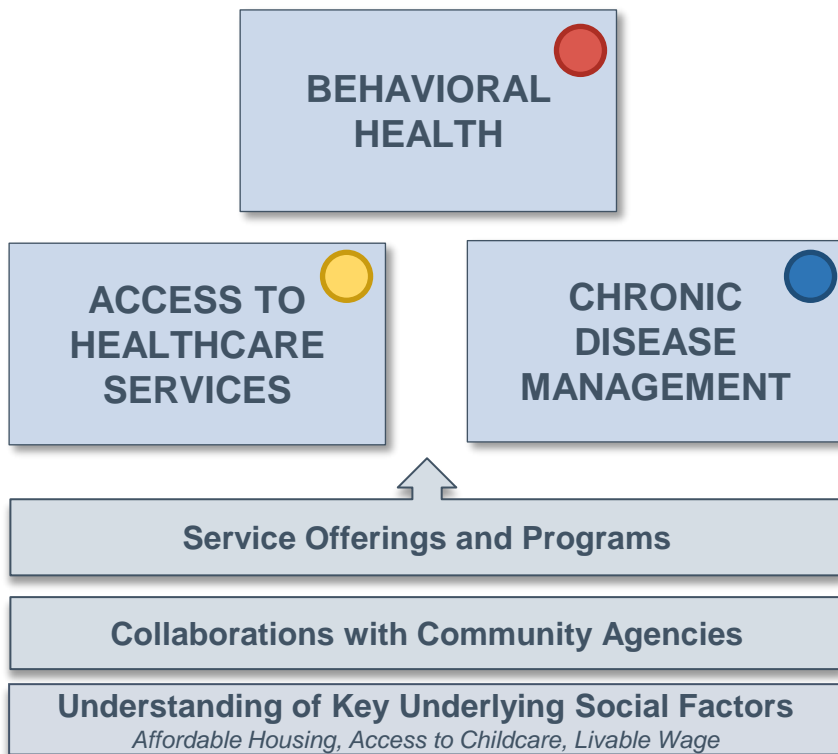 BEHAVIORAL
HEALTH
ACCESS TO
HEALTHCARE
SERVICES
CHRONIC
DISEASE
MANAGEMENT
Service Offerings and Programs
Collaborations with Community Agencies
Understanding of Key Underlying Social Factors
Affordable Housing, Access to Childcare, Livable Wage